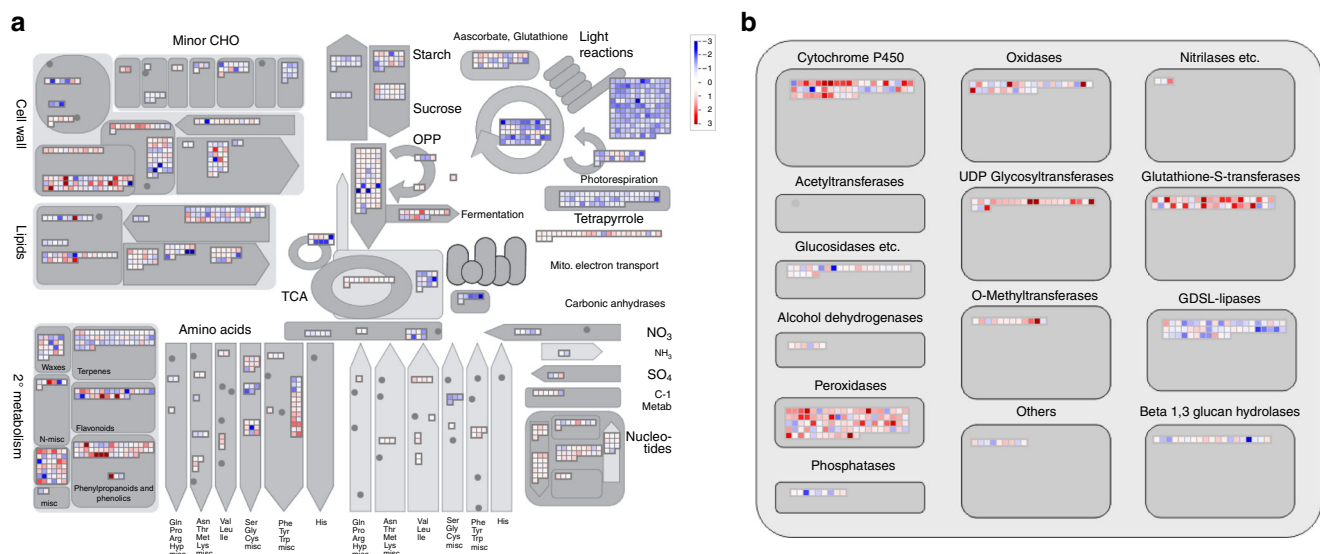 a
Minor CHO
Cell wall
Lipids
2° metabolism
Starch
Sucrose
OPP
Aascorbate, Glutathione
Light
reactions
−3
−2
−1
0
1
2
3
Photorespiration
Tetrapyrrole
Fermentation
Mito. electron transport
TCA
Carbonic anhydrases
Amino acids
NO3
NH3
SO4
C-1
Metab
Nucleo-
tides
Waxes
Terpenes
N-misc
Flavonoids
Phenylpropanoids and
phenolics
misc
Gln
Pro
Arg
Hyp
misc
Asn
Thr
Met
Lys
misc
Val
Leu
Ile
Ser
Gly
Cys
misc
Phe
Tyr
Trp
misc
His
Gln
Pro
Arg
Hyp
misc
Asn
Thr
Met
Lys
misc
Val
Leu
Ile
Ser
Gly
Cys
misc
Phe
Tyr
Trp
misc
His
b
Cytochrome P450
Oxidases
Nitrilases etc.
Acetyltransferases
UDP Glycosyltransferases
Glutathione-S-transferases
Glucosidases etc.
O-Methyltransferases
GDSL-lipases
Alcohol dehydrogenases
Peroxidases
Others
Beta 1,3 glucan hydrolases
Phosphatases